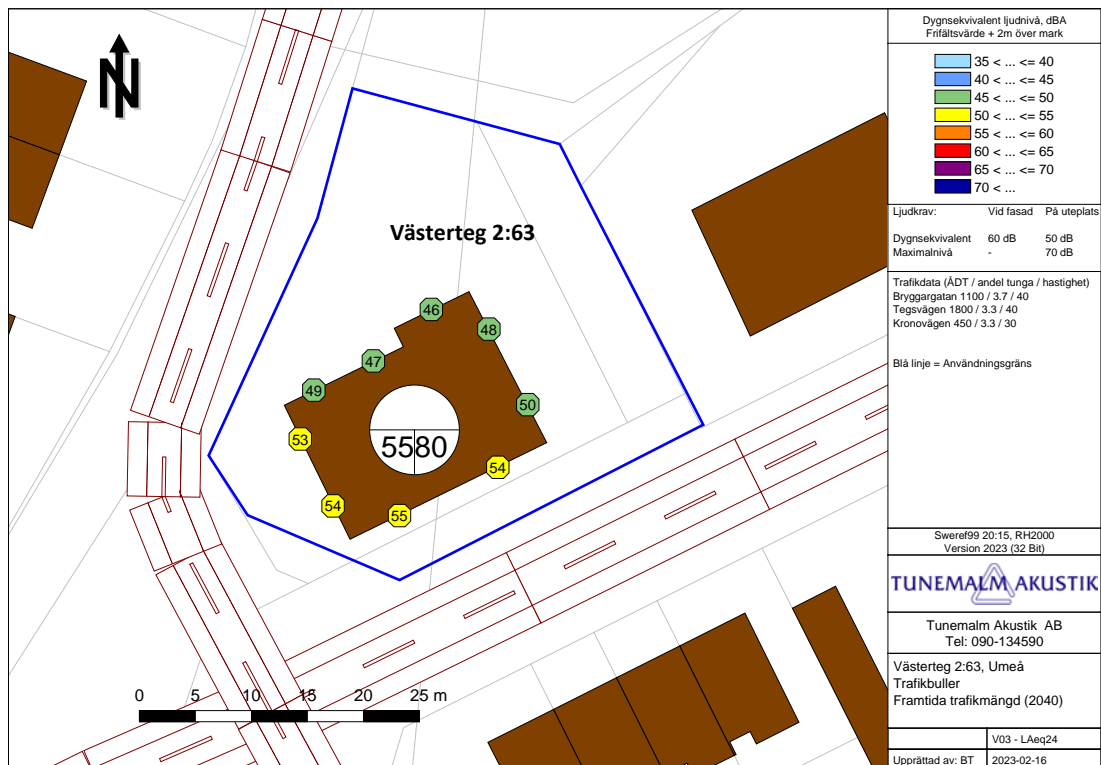 N
Västerteg 2:63
46
48
47
49
50
53
5580
54
54
55
0 5 10 15 20 25 m
Dygnsekvivalent ljudnivå, dBA
Frifältsvärde + 2m över mark
35 < ... <= 40
40 < ... <= 45
45 < ... <= 50
50 < ... <= 55
55 < ... <= 60
60 < ... <= 65
65 < ... <= 70
70 < ...
Ljudkrav: Vid fasad På uteplats
Dygnsekvivalent 60 dB 50 dB
Maximalnivå - 70 dB
Trafikdata (ÅDT / andel tunga / hastighet)
Bryggargatan 1100 / 3.7 / 40
Tegsvägen 1800 / 3.3 / 40
Kronovägen 450 / 3.3 / 30
Blå linje = Användningsgräns
Sweref99 20:15, RH2000
Version 2023 (32 Bit)
TUNEMALM AKUSTIK
Tunemalm Akustik AB
Tel: 090-134590
Västerteg 2:63, Umeå
Trafikbuller
Framtida trafikmängd (2040)
V03 - LAeq24
Upprättad av: BT 2023-02-16